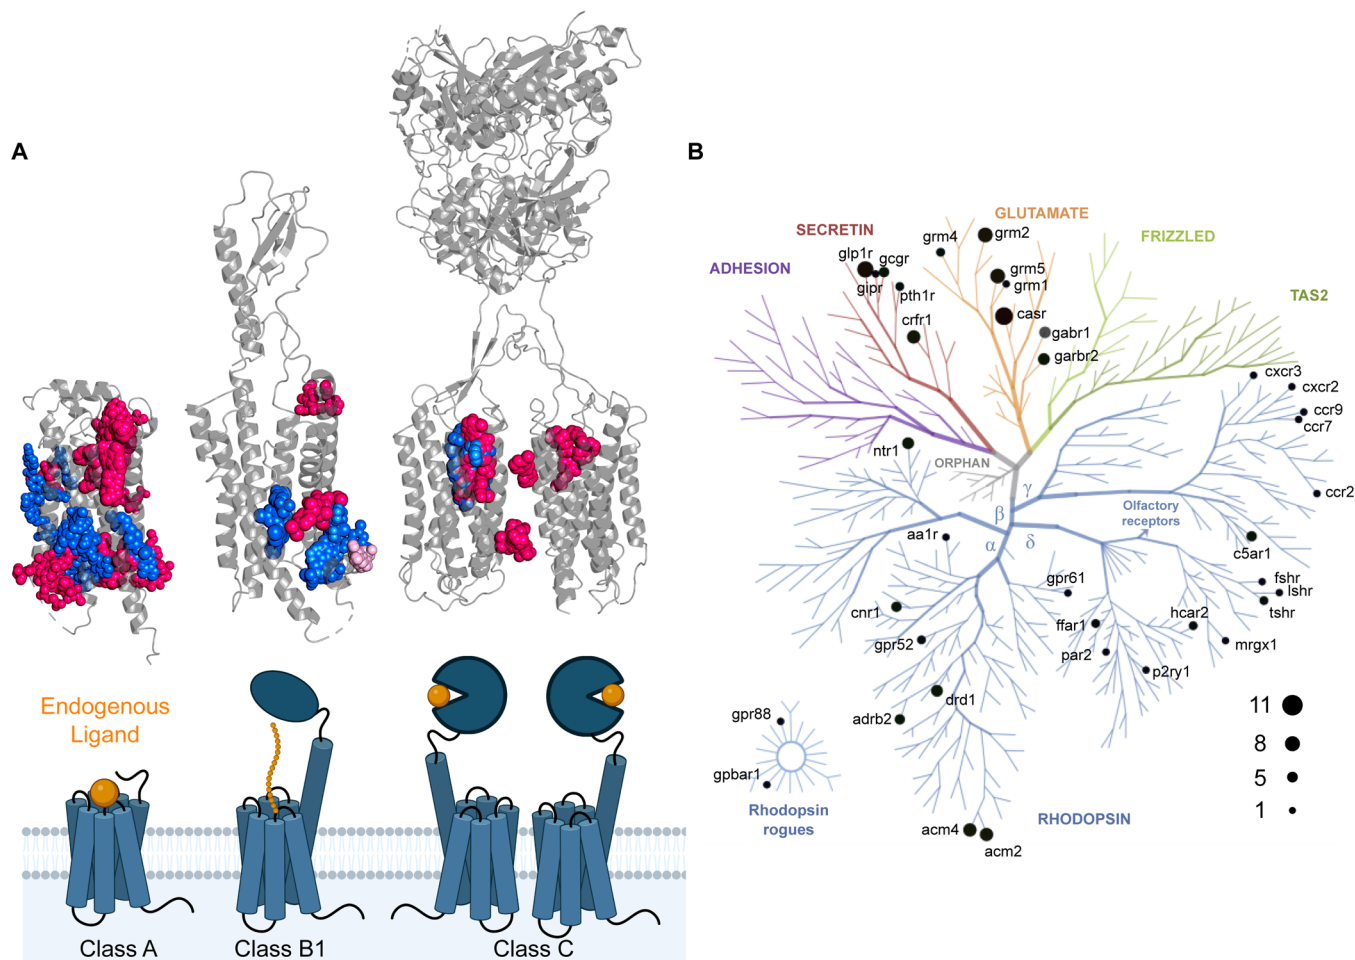 A
Endogenous
Ligand
Class A
Class B1
Class C
B
GLUTAMATE
SECRETIN
FRIZZLED
ADHESION
TAS2
grm4
grm2
glp1r
gcgr
gipr
pth1r
grm5
grm1
crfr1
casr
gabr1
garbr2
cxcr3
cxcr2
ccr9
ccr7
ntr1
ORPHAN
γ
ccr2
β
Olfactory
receptors
aa1r
α
δ
c5ar1
gpr61
fshr
lshr
tshr
cnr1
ffar1
hcar2
gpr52
par2
mrgx1
p2ry1
drd1
adrb2
gpr88
gpbar1
Rhodopsin
rogues
RHODOPSIN
acm4
acm2
11
8
5
1